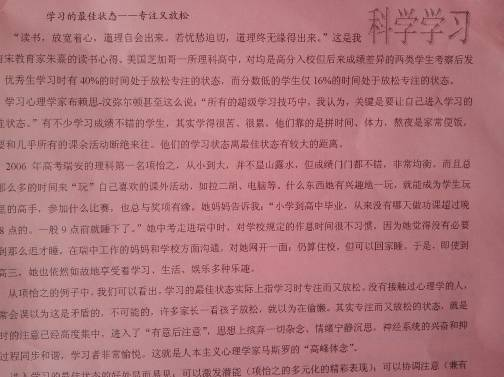 学习的最佳状态——专注又放松
科学学习
“读书，放宽着心，道理自会出来。若忧愁迫切，道理终无缘得出来。”这是我
宋教育家朱熹的读书心得。美国芝加哥一所理科高中，对均是高分入校但后来成绩差异的两类学生考察后发
优秀生学习时有40%的时间处于放松专注的状态，而分数低的学生仅16%的时间处于放松专注的状态。
学习心理学家布赖思·汶弥尔顿甚至这么说：“所有的超级学习技巧中，我认为，关键是要让自己进入学习的
佳状态。”有不少学习成绩不错的学生，其实学得很苦、很累。他们靠的是拼时间、体力，熬夜是家常便饭，
要和几乎所有的课余活动断绝来往。他们的学习状态离最佳状态有较大的距离。
2006年高考瑞安的理科第一名项怡之，从小到大，并不是山露水，但成绩门门都不错，非常均衡。而且总
那么多的时间来“玩”自己喜欢的课外活动，如拉二胡、电脑等。什么东西她有兴趣地一玩，就能成为学生玩
里的高手，参加什么比赛，也总与奖项有缘。她妈妈告诉我：“小学到高中毕业，从来没有哪天做功课超过晚
8点的。一般9点前就睡下了。”她中考走进瑞中时，对学校规定的作息时间很不习惯，因为她觉得没有必要
到那么迟才睡，在瑞中工作的妈妈和学校方面沟通，对她网开一面：仍算住校，但可以回家睡。于是，即使到
高三，她也依然如故地享受着学习、生活、娱乐多种乐趣。
从项怡之的例子中，我们可以看出，学习的最佳状态实际上指学习时专注而又放松。没有接触过心理学的人，
常会误以为这是矛盾的，不可能的，许多家长一看孩子放松，就以为在偷懒。其实专注而又放松的状态，就是
时的注意已经高度集中，进入了“有意后注意”，思想上摈弃一切杂念，情绪宁静沉思，神经系统的兴奋和抑
过程同步和谐，学习者非常愉悦。这就是人本主义心理学家马斯罗的“高峰体念”。
进入学习的最佳状态的好处显而易见：可以激发潜能（项怡之的多元化的精彩表现）；可以协调注意（兼有